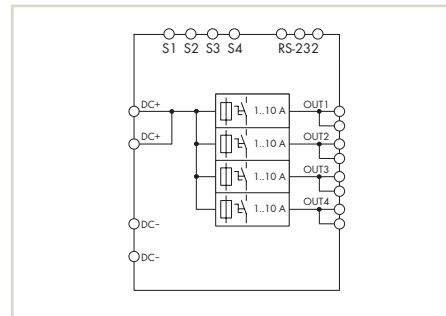 S1 S2 S3 S4 RS-232
DC+ 1..10 A OUT1
DC+ 1..10 A OUT2
1..10 A OUT3
1..10 A OUT4
DC-
DC-